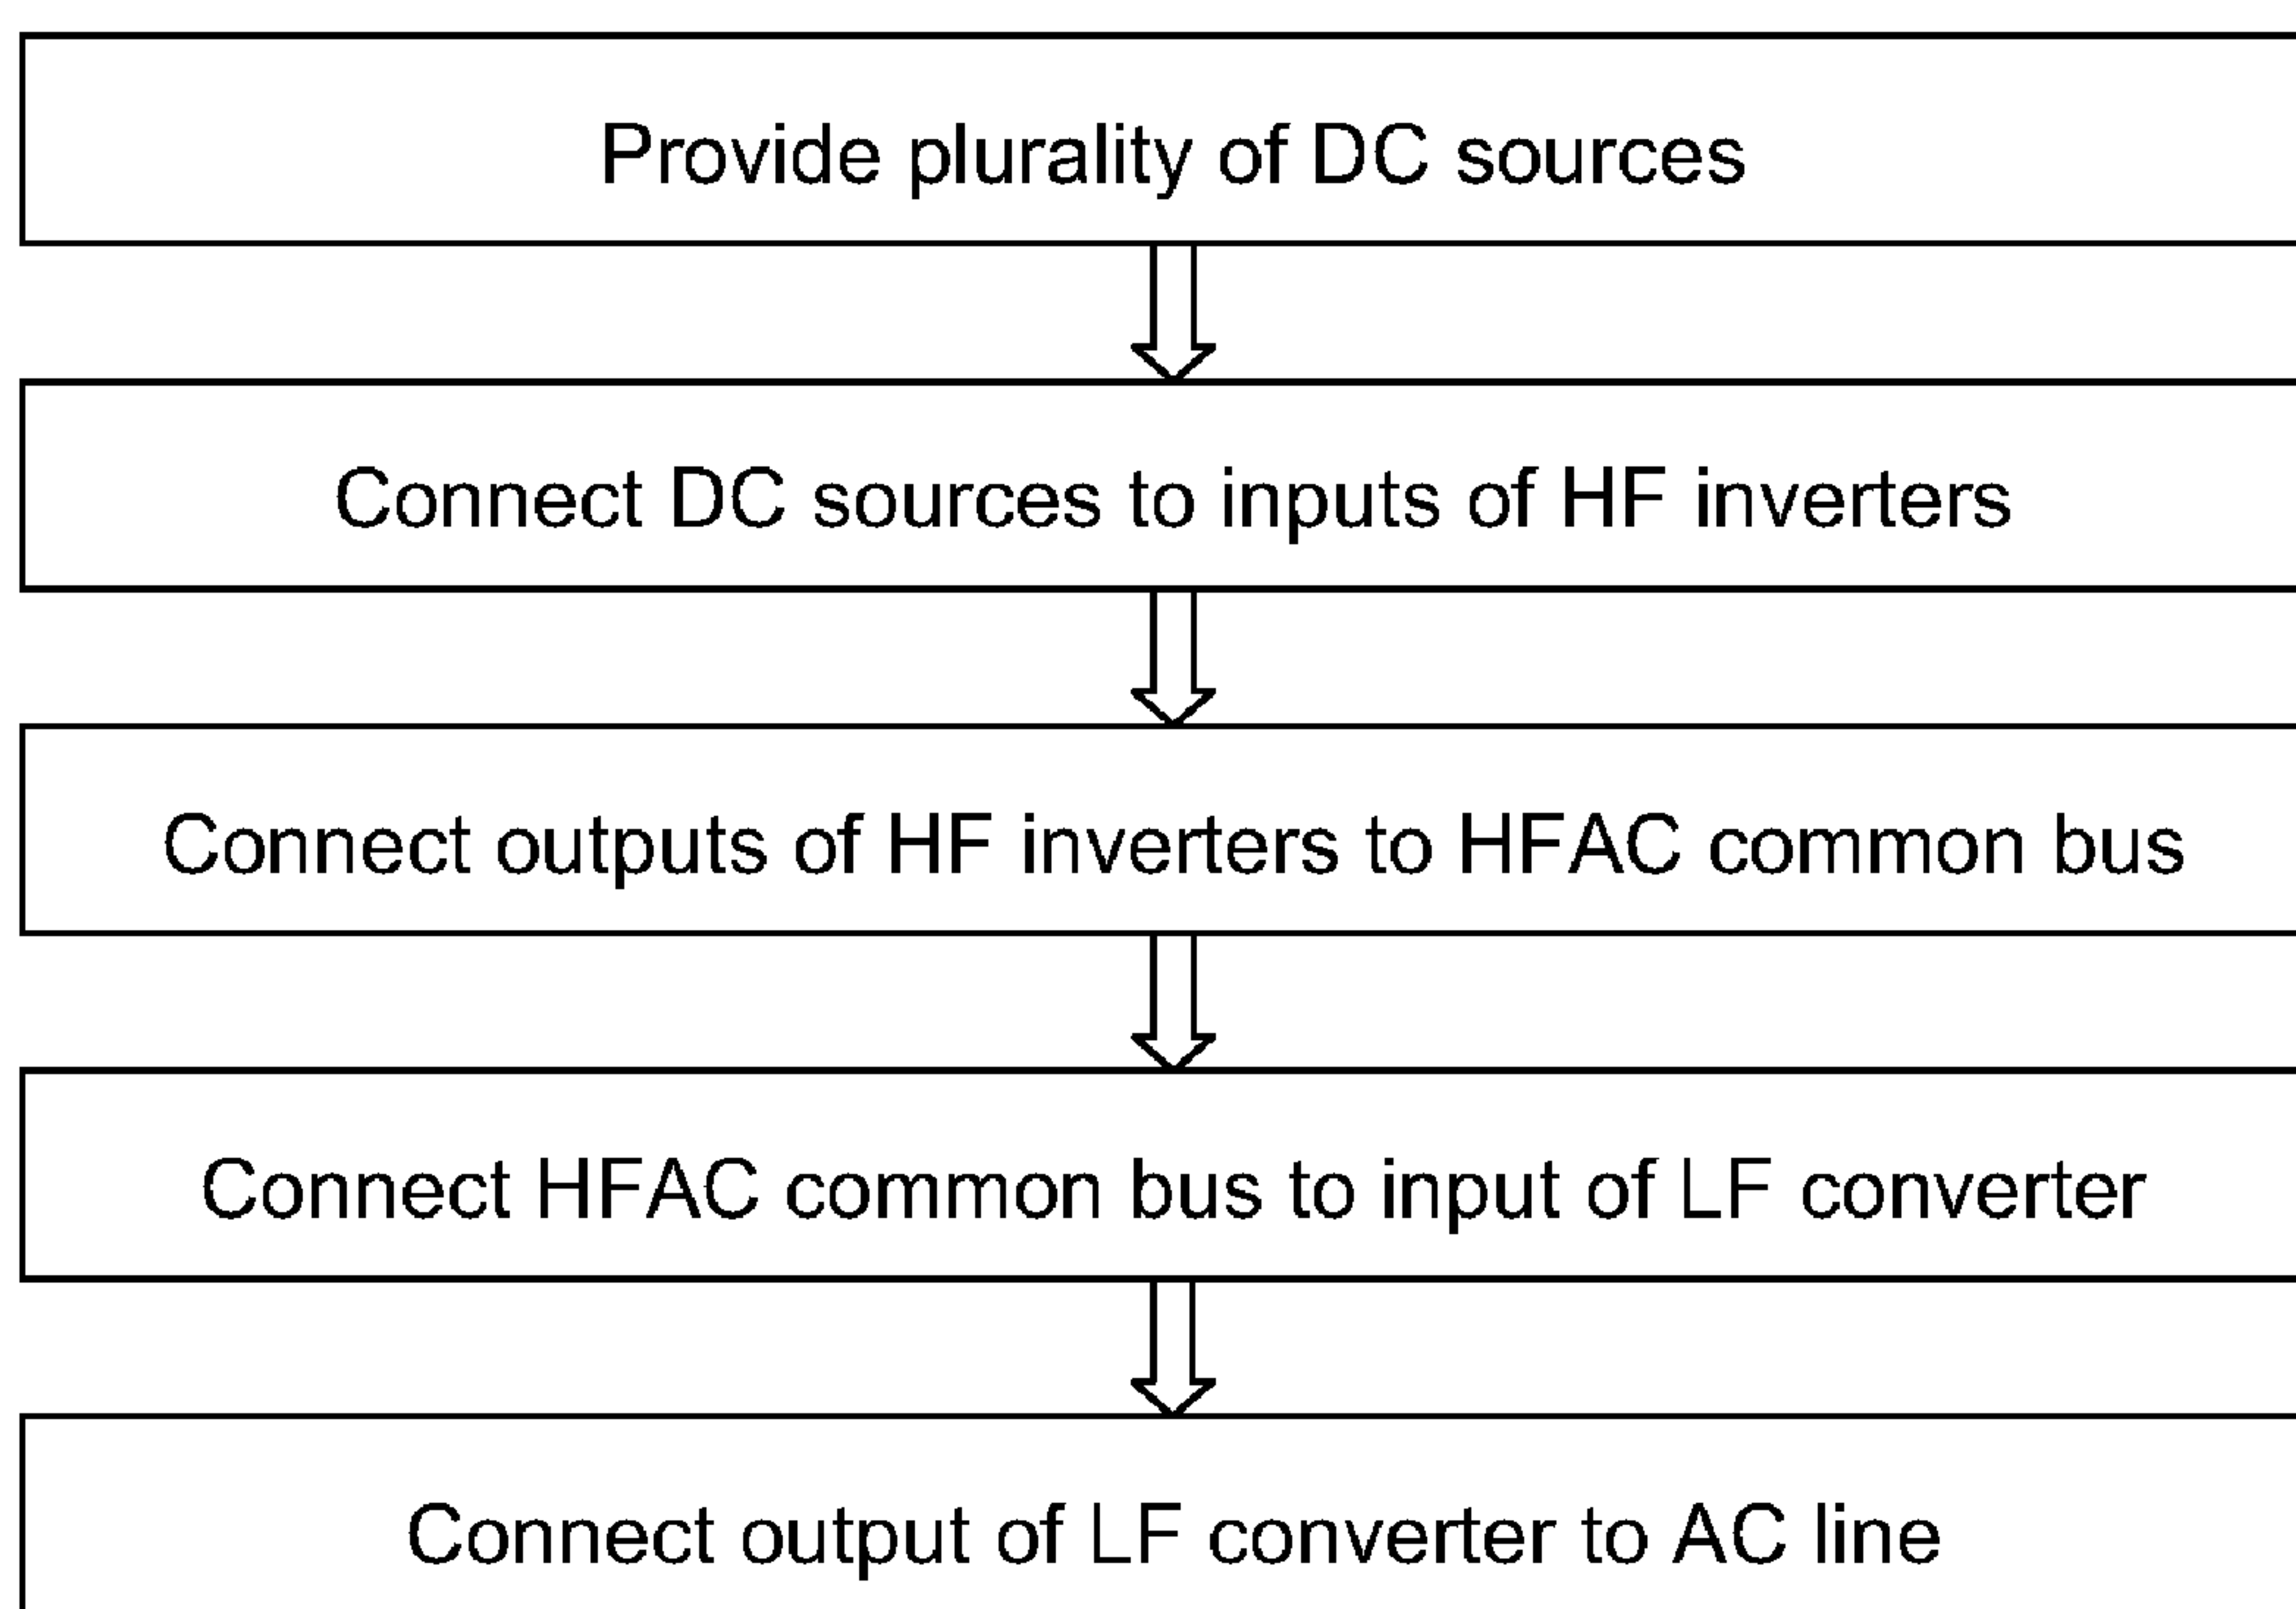 Provide plurality of DC sources
Connect DC sources to inputs of HF inverters
Connect outputs of HF inverters to HFAC common bus
Connect HFAC common bus to input of LF converter
Connect output of LF converter to AC line